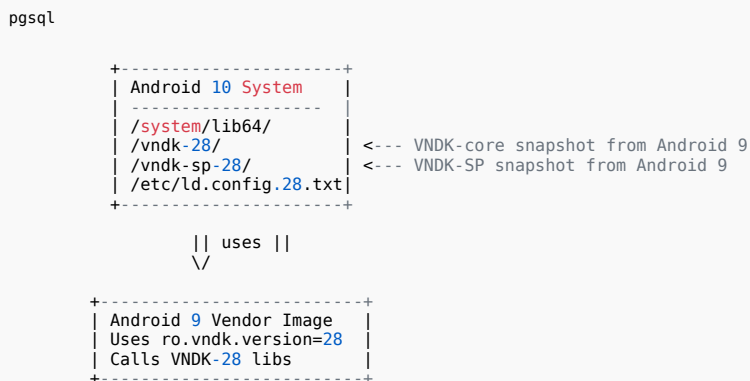 pgsql
+----------------------+
| Android 10 System    |
| -------------------  |
| /system/lib64/       |
| /vndk-28/            | <--- VNDK-core snapshot from Android 9
| /vndk-sp-28/         | <--- VNDK-SP snapshot from Android 9
| /etc/ld.config.28.txt|
+----------------------+
|| uses ||
\/
+--------------------------+
| Android 9 Vendor Image   |
| Uses ro.vndk.version=28  |
| Calls VNDK-28 libs       |
+--------------------------+